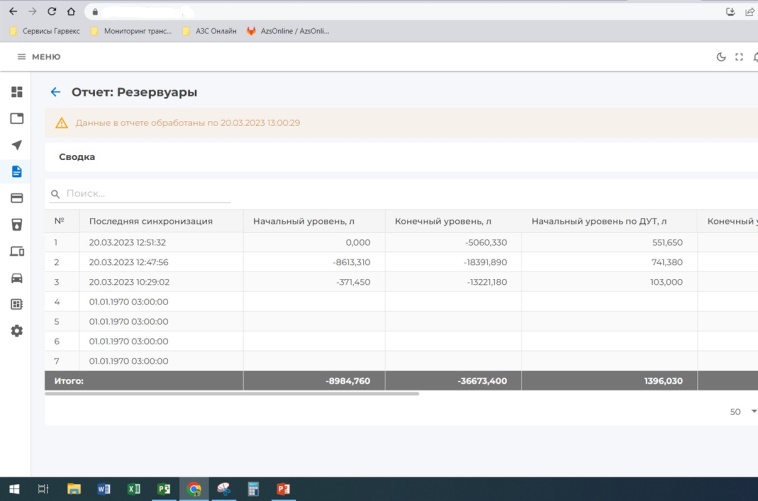 Сервисы Гарвекс Мониторинг транс... АЗС Онлайн AzsOnline / AzsOnli...
МЕНЮ
Отчет: Резервуары
Данные в отчете обработаны по 20.03.2023 13:00:29
Сводка
Поиск...
№ Последняя синхронизация Начальный уровень, л Конечный уровень, л Начальный уровень по ДУТ, л Конечный
1 20.03.2023 12:51:32 0,000 -5060,330 551,650
2 20.03.2023 12:47:56 -8613,310 -18391,890 741,380
3 20.03.2023 10:29:02 -371,450 -13221,180 103,000
4 01.01.1970 03:00:00
5 01.01.1970 03:00:00
6 01.01.1970 03:00:00
7 01.01.1970 03:00:00
Итого: -8984,760 -36673,400 1396,030
50